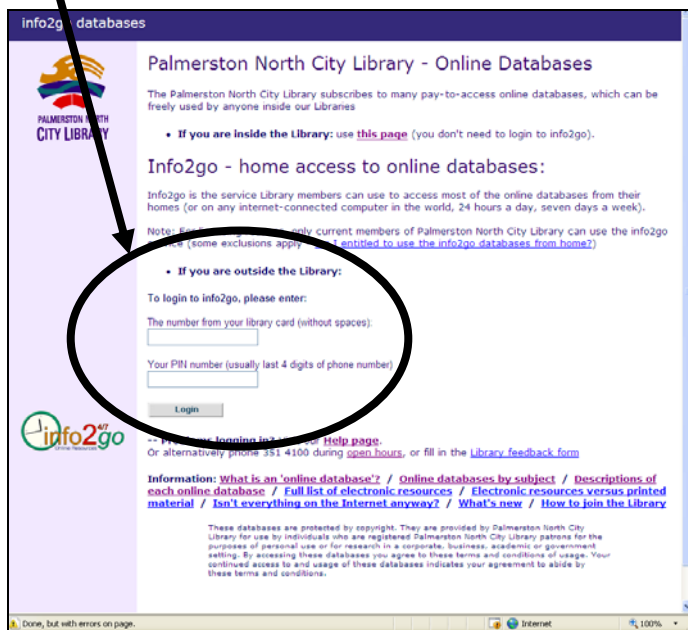 info2go databases
Palmerston North City Library - Online Databases
The Palmerston North City Library subscribes to many pay-to-access online databases, which can be
freely used by anyone inside our Libraries
PALMERSTON NORTH
CITY LIBRARY
• If you are inside the Library: use this page (you don't need to login to info2go).
Info2go - home access to online databases:
Info2go is the service Library members can use to access most of the online databases from their
homes (or on any internet-connected computer in the world, 24 hours a day, seven days a week).
Note: For only current members of Palmerston North City Library can use the info2go
(some exclusions apply - I entitled to use the info2go databases from home?)
• If you are outside the Library:
To login to info2go, please enter:
The number from your library card (without spaces):
Your PIN number (usually last 4 digits of phone number)
Login
info2go 24/7
Online Resources
-- Problems logging in? our Help page.
Or alternatively phone 351 4100 during open hours, or fill in the Library feedback form
Information: What is an 'online database'? / Online databases by subject / Descriptions of
each online database / Full list of electronic resources / Electronic resources versus printed
material / Isn't everything on the Internet anyway? / What's new / How to join the Library
These databases are protected by copyright. They are provided by Palmerston North City
Library for use by individuals who are registered Palmerston North City Library patrons for the
purposes of personal use or for research in a corporate, business, academic or government
setting. By accessing these databases you agree to these terms and conditions of usage. Your
continued access to and usage of these databases indicates your agreement to abide by
these terms and conditions.
Done, but with errors on page.
Internet
100%